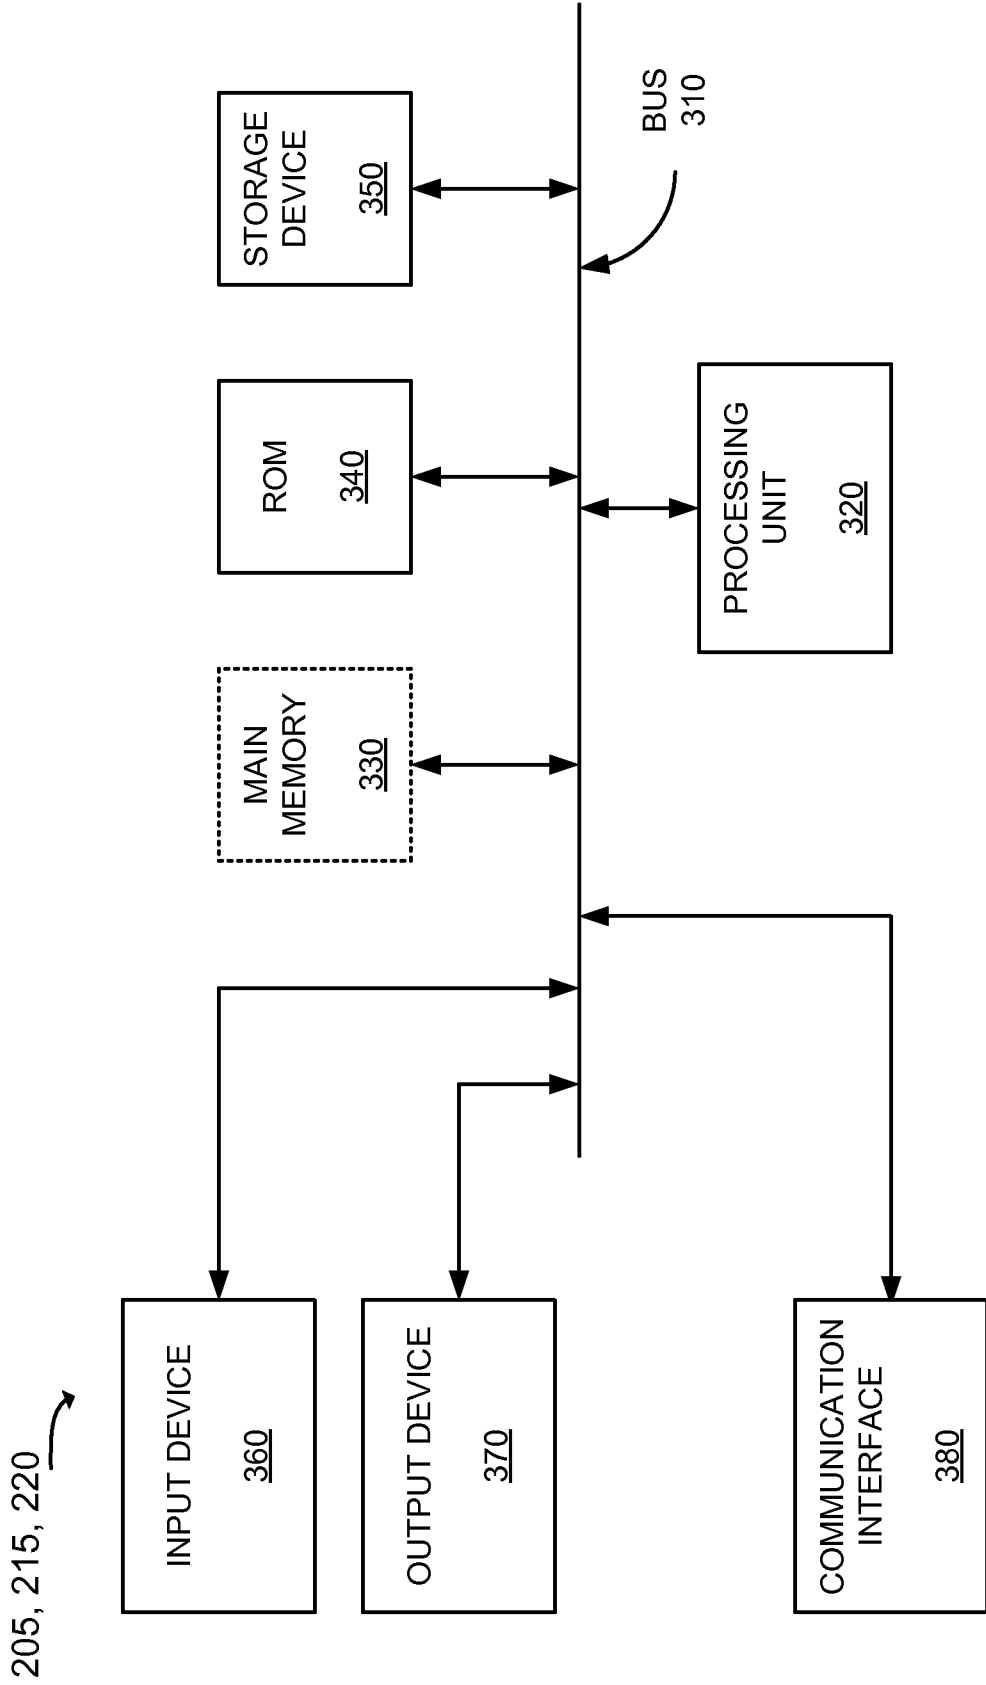 205, 215, 220
INPUT DEVICE
360
OUTPUT DEVICE
370
COMMUNICATION
INTERFACE
380
MAIN
MEMORY
330
ROM
340
STORAGE
DEVICE
350
PROCESSING
UNIT
320
BUS
310